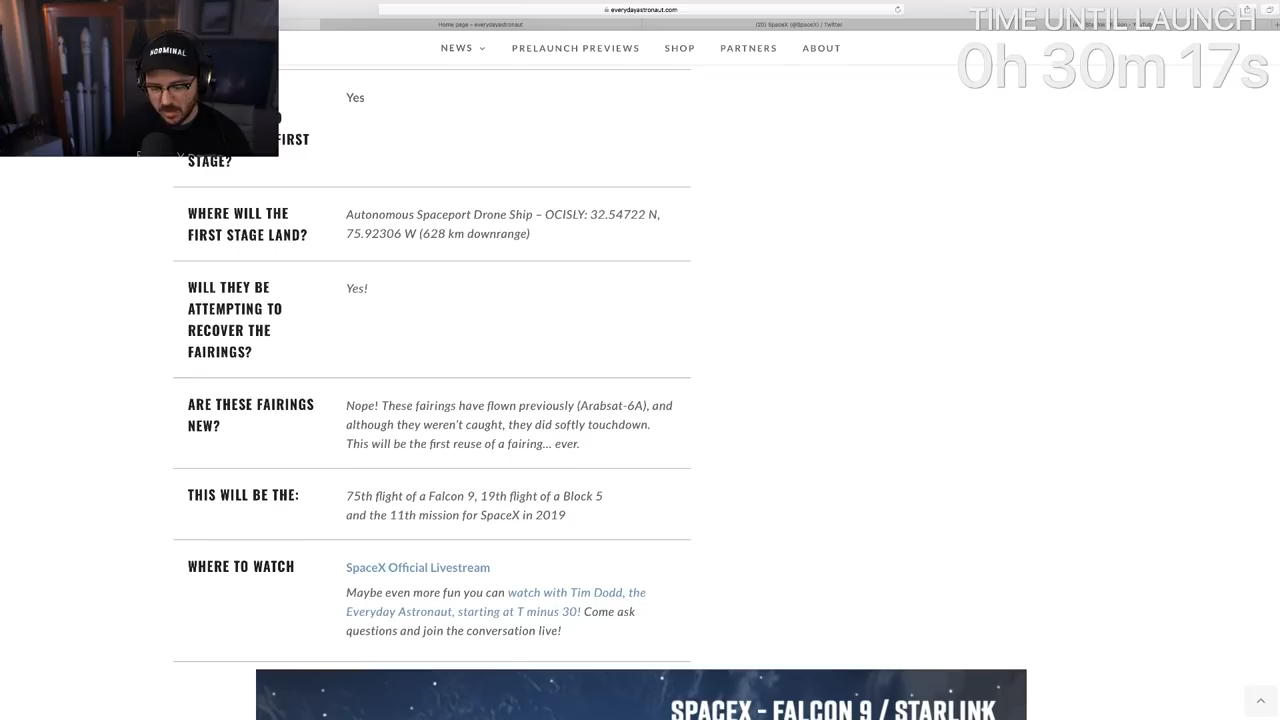 everydayastronaut.com
Home page – everydayastronaut
(20) SpaceX (@SpaceX) / Twitter
TIME UNTIL LAUNCH
0h 30m 17s
NEWS
PRELAUNCH PREVIEWS
SHOP
PARTNERS
ABOUT
NOMINAL
FIRST
STAGE?
Yes
WHERE WILL THE
FIRST STAGE LAND?
Autonomous Spaceport Drone Ship – OCISLY: 32.54722 N,
75.92306 W (628 km downrange)
WILL THEY BE
ATTEMPTING TO
RECOVER THE
FAIRINGS?
Yes!
ARE THESE FAIRINGS
NEW?
Nope! These fairings have flown previously (Arabsat-6A), and
although they weren't caught, they did softly touchdown.
This will be the first reuse of a fairing... ever.
THIS WILL BE THE:
75th flight of a Falcon 9, 19th flight of a Block 5
and the 11th mission for SpaceX in 2019
WHERE TO WATCH
SpaceX Official Livestream
Maybe even more fun you can watch with Tim Dodd, the
Everyday Astronaut, starting at T minus 30! Come ask
questions and join the conversation live!
SPACEX - FALCON 9 / STARLINK